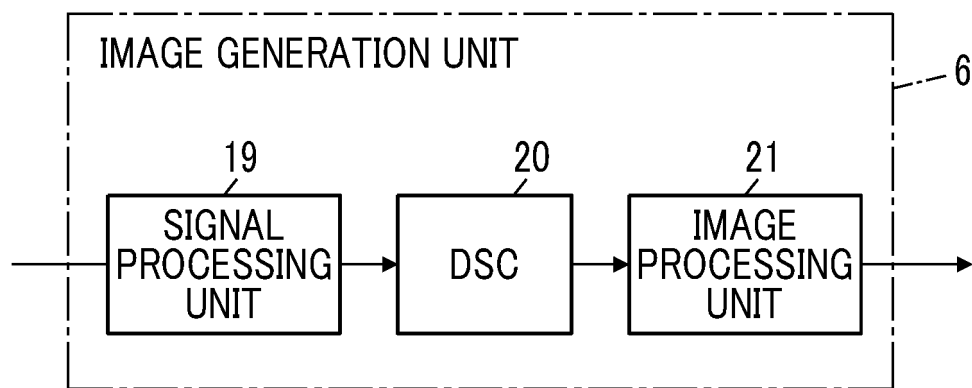 IMAGE GENERATION UNIT
6
19
20
21
SIGNAL
PROCESSING
UNIT
DSC
IMAGE
PROCESSING
UNIT